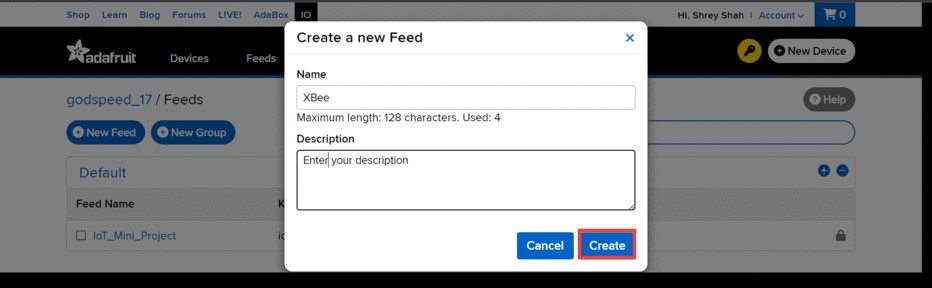 Shop Learn Blog Forums LIVE! AdaBox IO
Hi, Shrey Shah | Account 0
adafruit Devices Feeds
New Device
godspeed_17 / Feeds
Help
New Feed New Group
Default
Feed Name
IoT_Mini_Project
Create a new Feed
Name
XBee
Maximum length: 128 characters. Used: 4
Description
Enter your description
Cancel Create